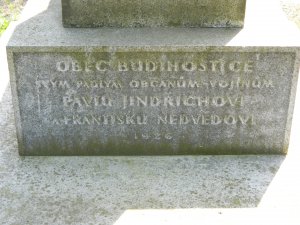 OBEC BUDIHOSTICE
SVÝM PADLÝM OBČANŮM-VOJÍNŮM
PAVLU JINDŘICHOVI
A FRANTIŠKU NEDVĚDOVI
1926